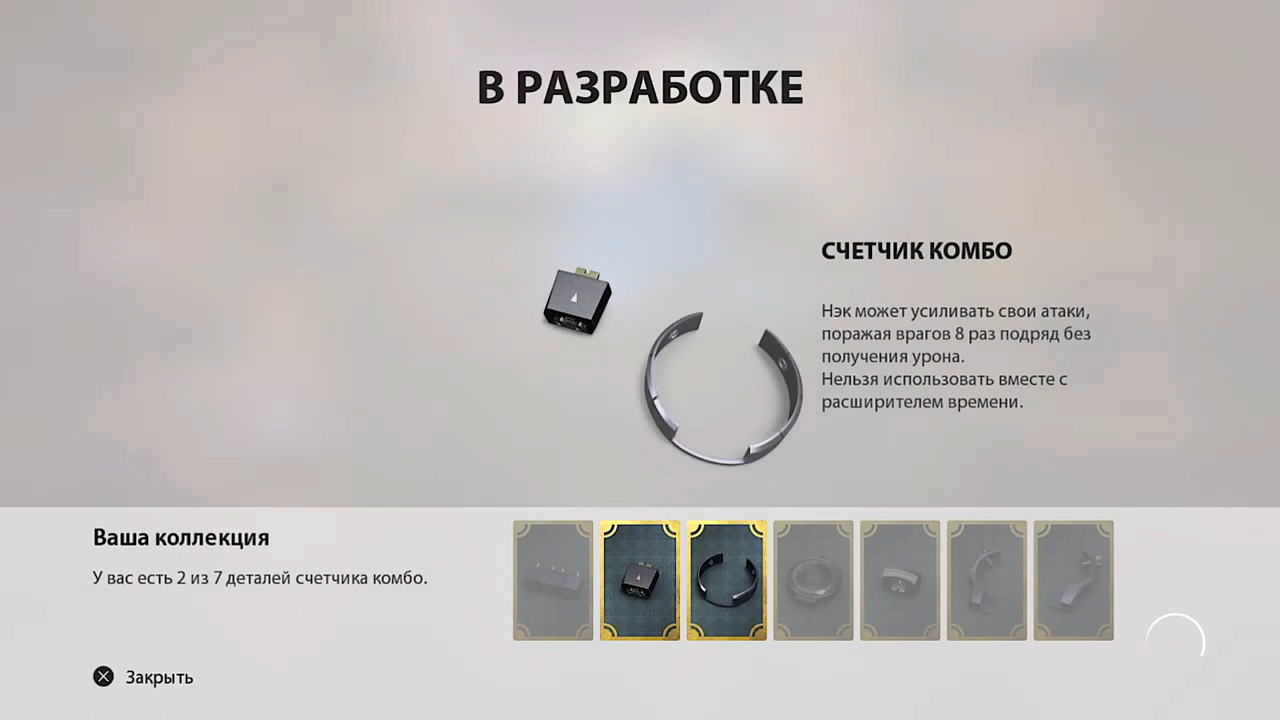 В РАЗРАБОТКЕ
СЧЕТЧИК КОМБО
Нэк может усиливать свои атаки,
поражая врагов 8 раз подряд без
получения урона.
Нельзя использовать вместе с
расширителем времени.
Ваша коллекция
У вас есть 2 из 7 деталей счетчика комбо.
Закрыть